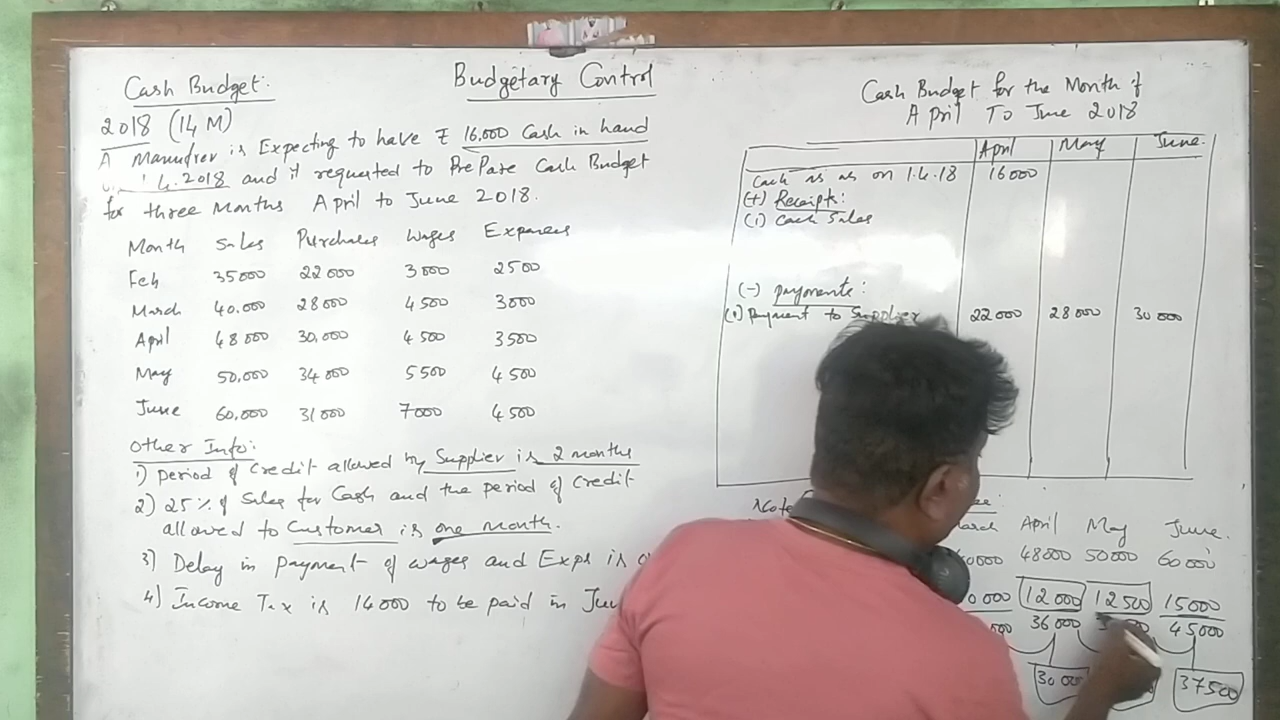 Budgetary Control
Cash Budget:
2018 (14 M)
A Manufrer is Expecting to have ₹ 16,000 Cash in hand
1.4.2018 and it requested to Prepare Cash Budget
for three Months April to June 2018.
Month Sales Purchases Wages Expenses
Feb 35000 22000 3000 2500
March 40,000 28000 4500 3000
April 48000 30,000 4500 3500
May 50,000 34000 5500 4500
June 60,000 31000 7000 4500
Other Info:
1) Period of Credit allowed by Supplier is 2 months
2) 25% of Sales for Cash and the period of Credit
allowed to Customer is one month.
3) Delay in payment of wages and Exps is
4) Income Tax is 14000 to be paid in
Cash Budget for the Month of
April To June 2018
April May June
Cash as as on 1.4.18 16000
(+) Receipts:
(i) Cash Sales
(-) payments:
(i) Payment to Supplier 22000 28000 30000
April May June
48000 50000 60000
12000 12500 15000
36000 45000
37500